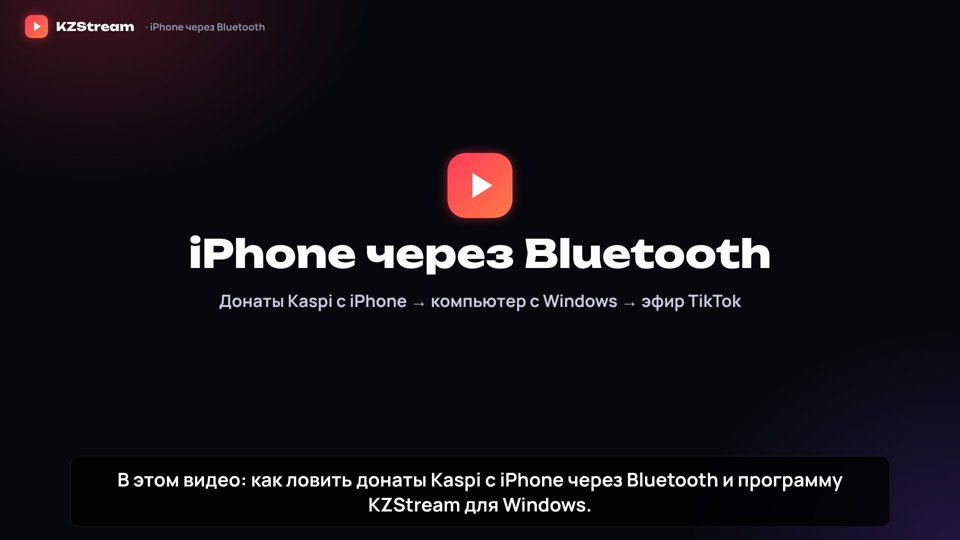 KZStream · iPhone через Bluetooth
iPhone через Bluetooth
Донаты Kaspi с iPhone → компьютер с Windows → эфир TikTok
В этом видео: как ловить донаты Kaspi с iPhone через Bluetooth и программу
KZStream для Windows.